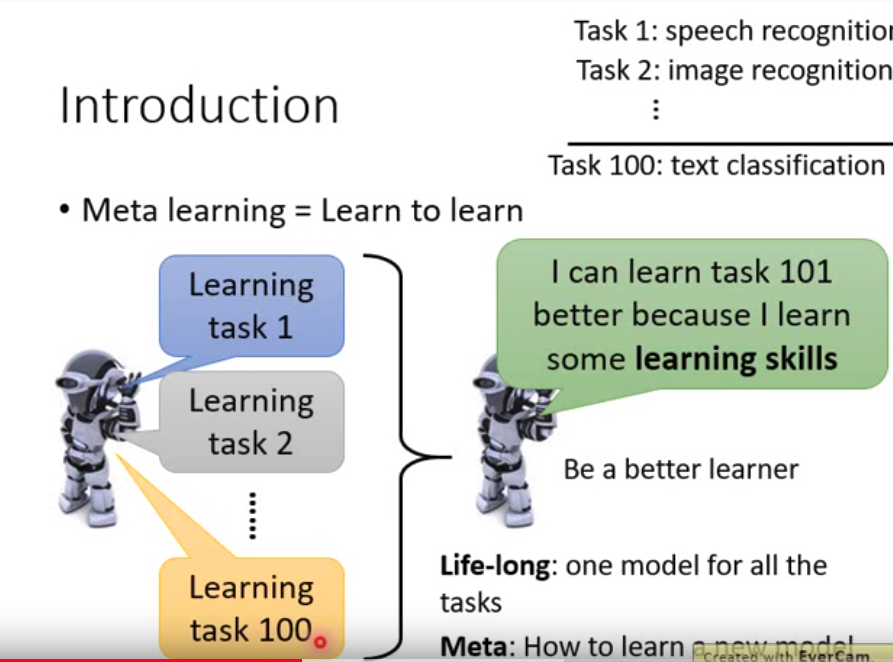 Task 1: speech recognition
Task 2: image recognition
⋮
Task 100: text classification
Introduction
• Meta learning = Learn to learn
Learning
task 1
Learning
task 2
......
Learning
task 100
I can learn task 101
better because I learn
some learning skills
Be a better learner
Life-long: one model for all the
tasks
Meta: How to learn a new model
Created with EverCam.